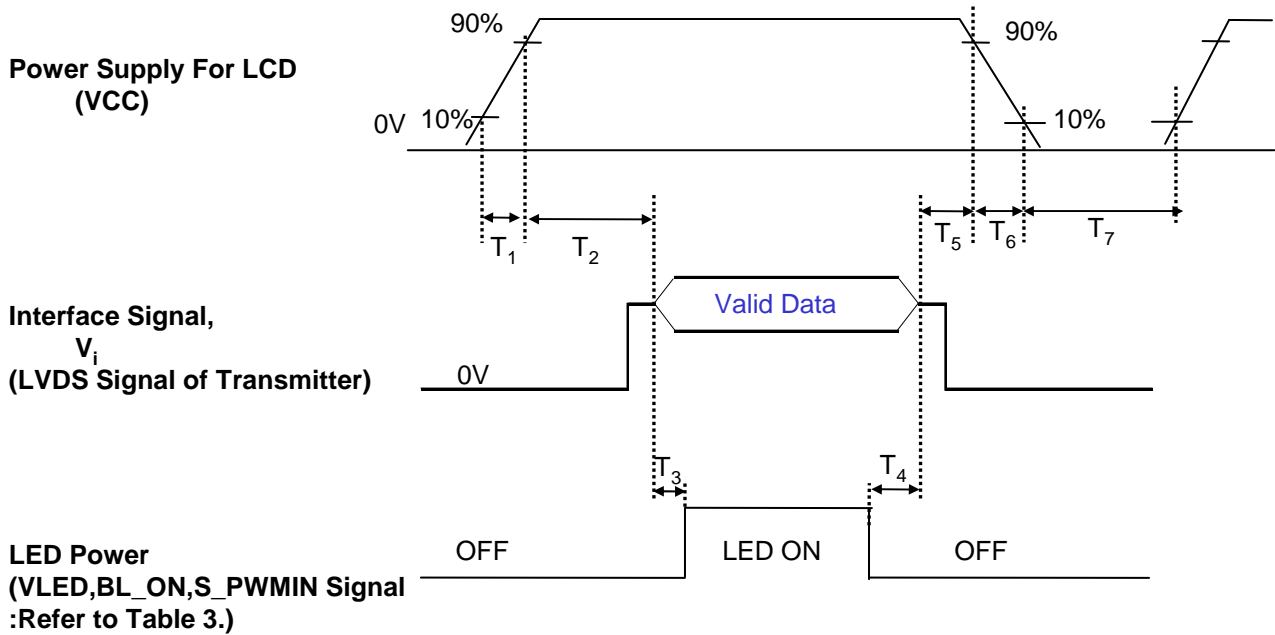 90%
90%
Power Supply For LCD
(VCC)
0V 10%
10%
T1
T2
T5
T6
T7
Valid Data
Interface Signal,
Vi
(LVDS Signal of Transmitter)
0V
T3
T4
LED Power
(VLED,BL_ON,S_PWMIN Signal
:Refer to Table 3.)
OFF
LED ON
OFF